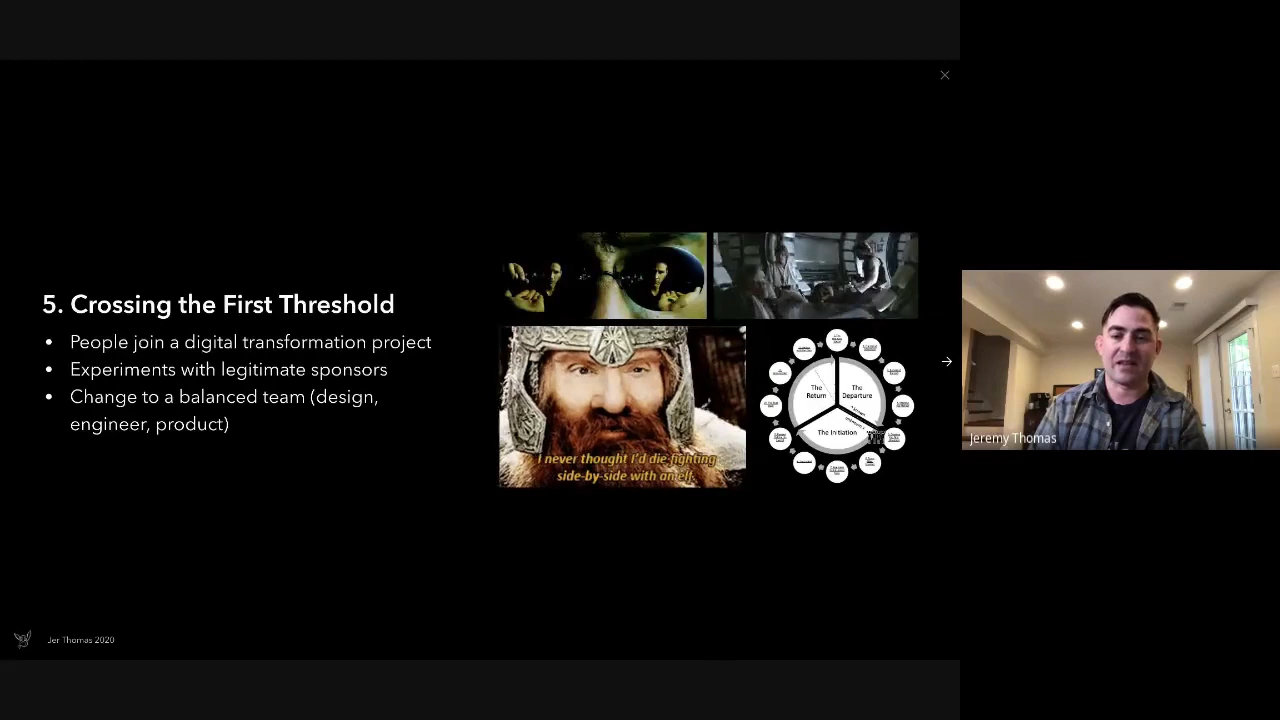 5. Crossing the First Threshold
• People join a digital transformation project
• Experiments with legitimate sponsors
• Change to a balanced team (design,
engineer, product)
I never thought I'd die fighting
side-by-side with an elf.
The
Return
The
Departure
The Initiation
Jeremy Thomas
Jer Thomas 2020